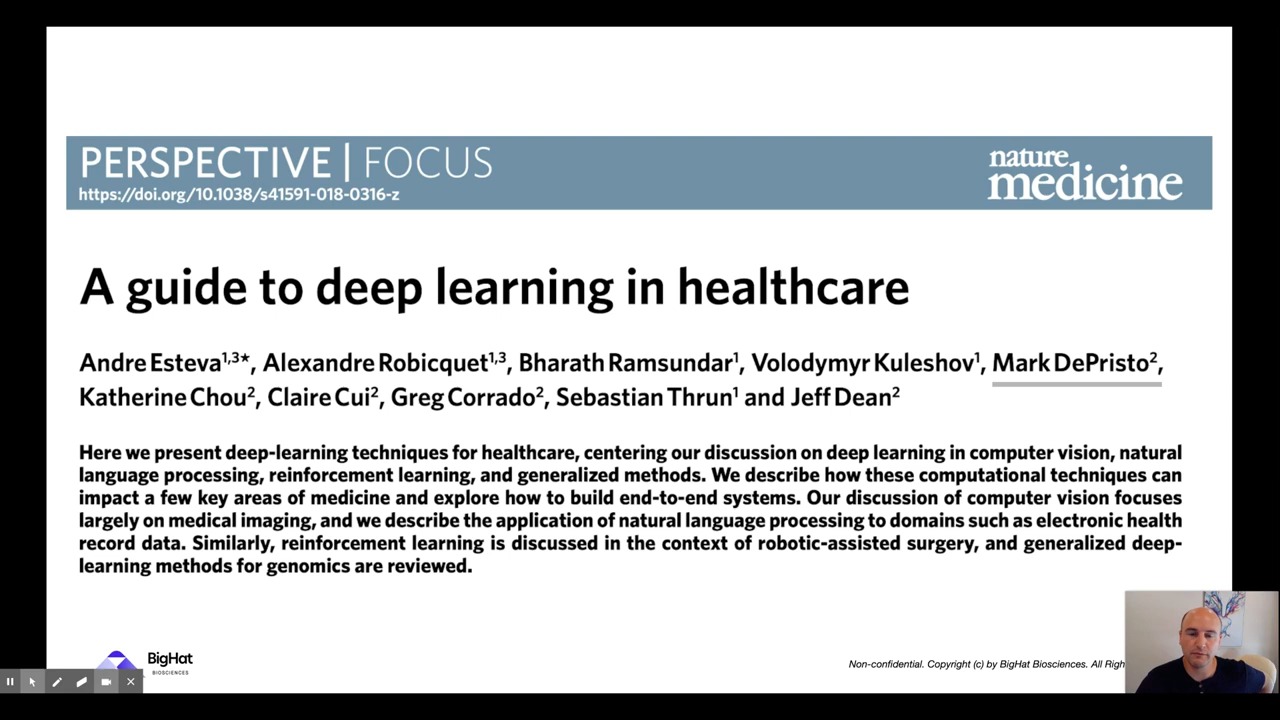 PERSPECTIVE | FOCUS
https://doi.org/10.1038/s41591-018-0316-z
nature
medicine
A guide to deep learning in healthcare
Andre Esteva1,3★, Alexandre Robicquet1,3, Bharath Ramsundar1, Volodymyr Kuleshov1, Mark DePristo2,
Katherine Chou2, Claire Cui2, Greg Corrado2, Sebastian Thrun1 and Jeff Dean2
Here we present deep-learning techniques for healthcare, centering our discussion on deep learning in computer vision, natural
language processing, reinforcement learning, and generalized methods. We describe how these computational techniques can
impact a few key areas of medicine and explore how to build end-to-end systems. Our discussion of computer vision focuses
largely on medical imaging, and we describe the application of natural language processing to domains such as electronic health
record data. Similarly, reinforcement learning is discussed in the context of robotic-assisted surgery, and generalized deep-
learning methods for genomics are reviewed.
BigHat
BIOSCIENCES
Non-confidential. Copyright (c) by BigHat Biosciences. All Righ